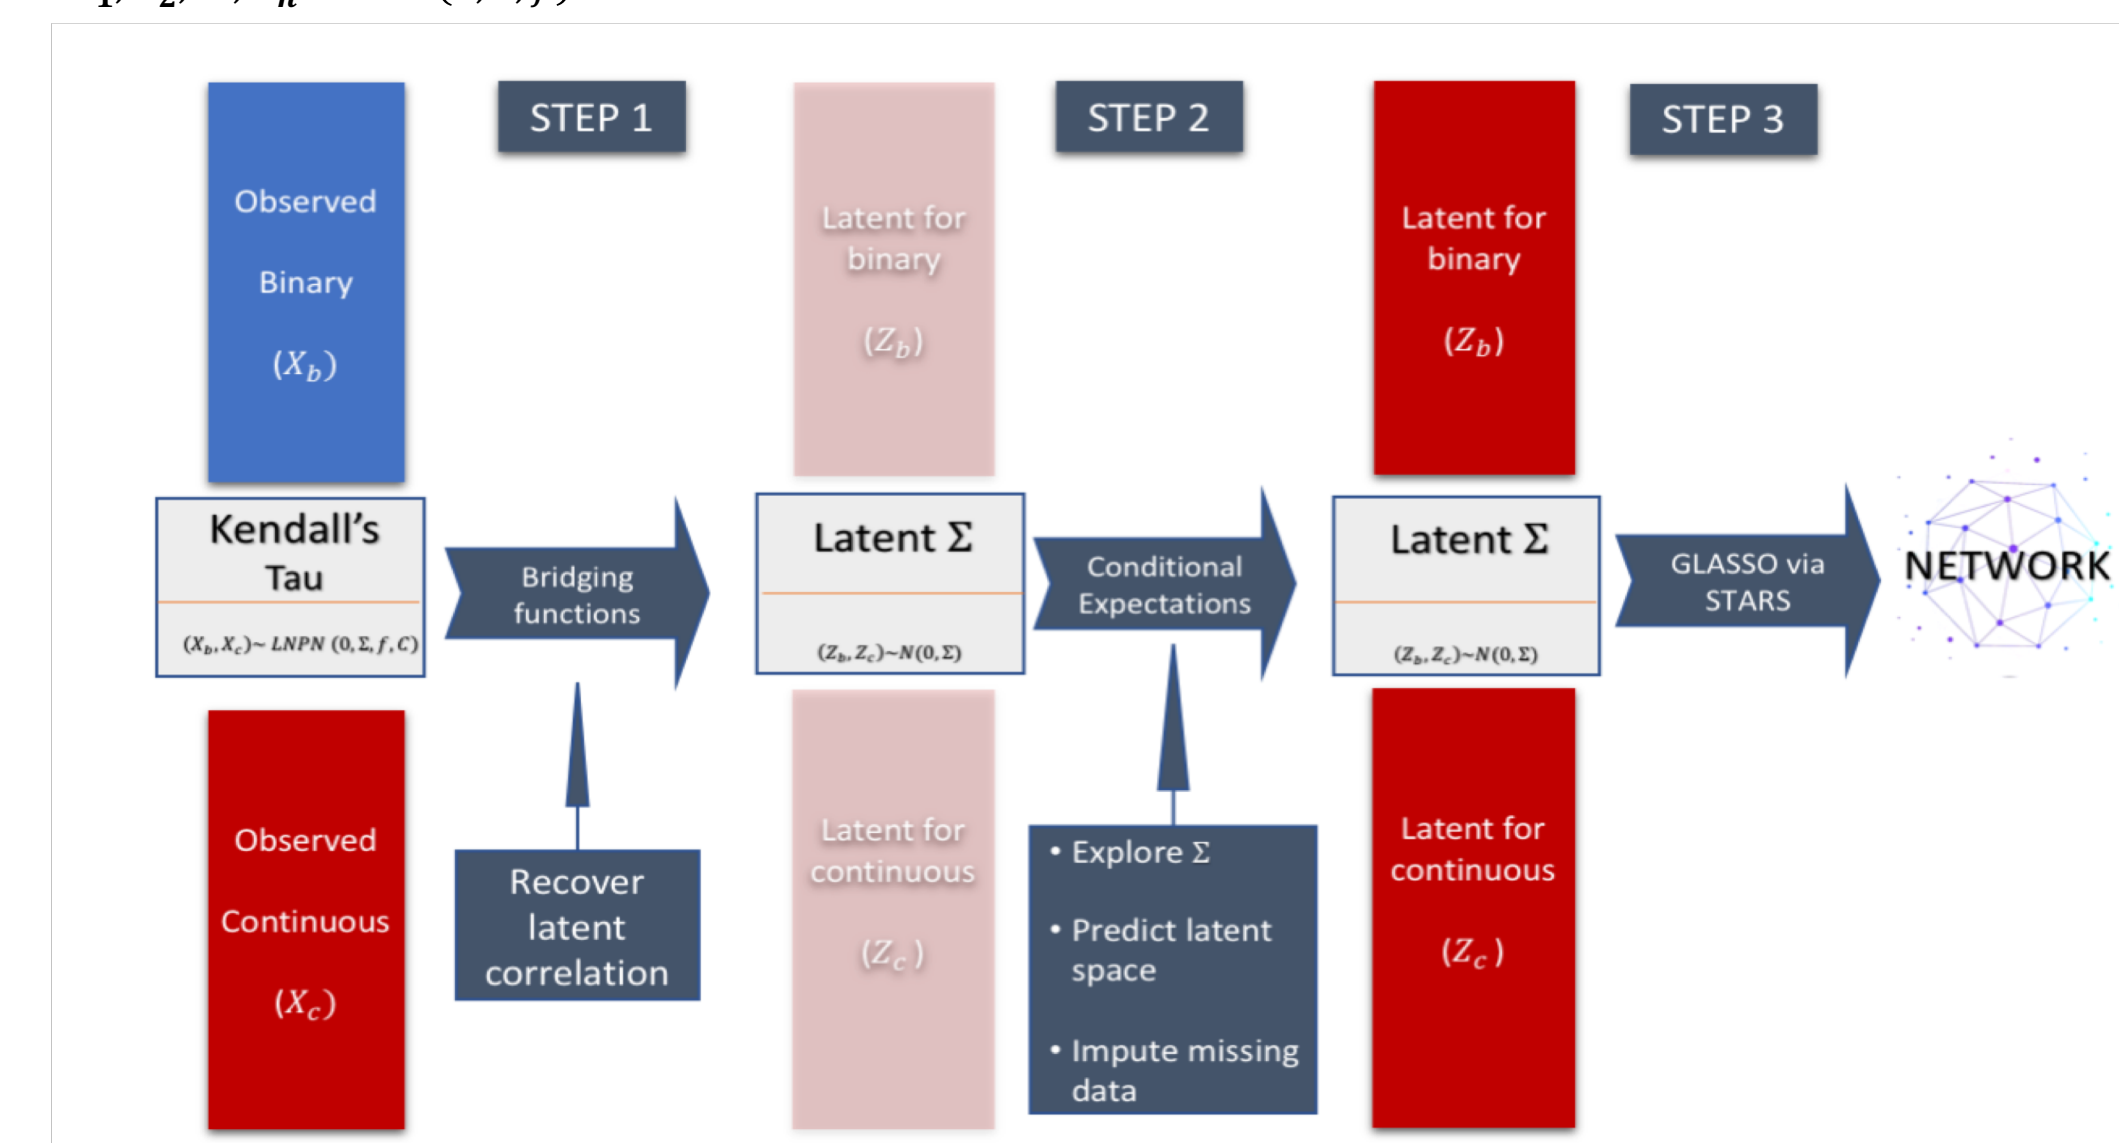 STEP 1
STEP 2
STEP 3
Observed
Binary
(X_b)
Latent for
binary
(Z_b)
Latent for
binary
(Z_b)
Kendall's
Tau
(X_b, X_c)~ LNPN (0, Σ, f, C)
Bridging
functions
Latent Σ
(Z_b, Z_c)~N(0, Σ)
Conditional
Expectations
Latent Σ
(Z_b, Z_c)~N(0, Σ)
GLASSO via
STARS
NETWORK
Observed
Continuous
(X_c)
Recover
latent
correlation
Latent for
continuous
(Z_c )
• Explore Σ
• Predict latent
space
• Impute missing
data
Latent for
continuous
(Z_c )